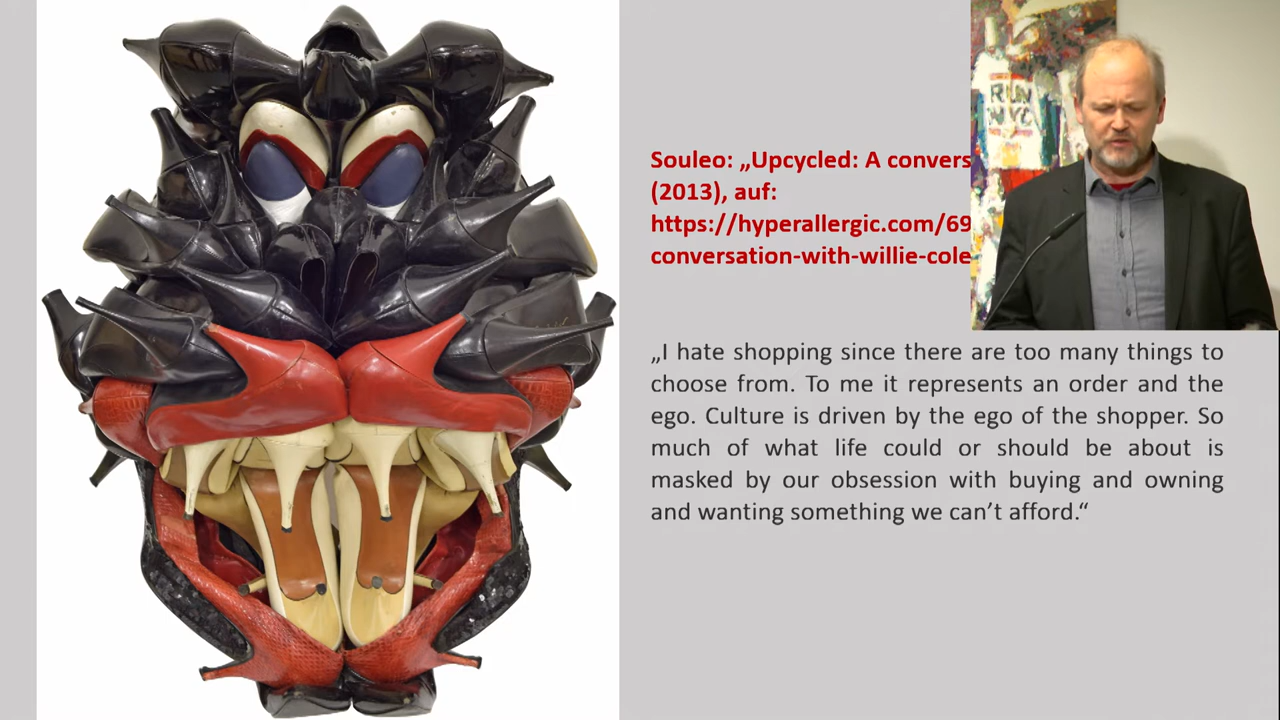 Souleo: „Upcycled: A convers
(2013), auf:
https://hyperallergic.com/69
conversation-with-willie-cole
RUN
NYC
„I hate shopping since there are too many things to
choose from. To me it represents an order and the
ego. Culture is driven by the ego of the shopper. So
much of what life could or should be about is
masked by our obsession with buying and owning
and wanting something we can’t afford.“